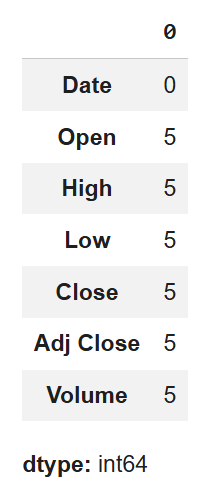 0
Date 0
Open 5
High 5
Low 5
Close 5
Adj Close 5
Volume 5
dtype: int64